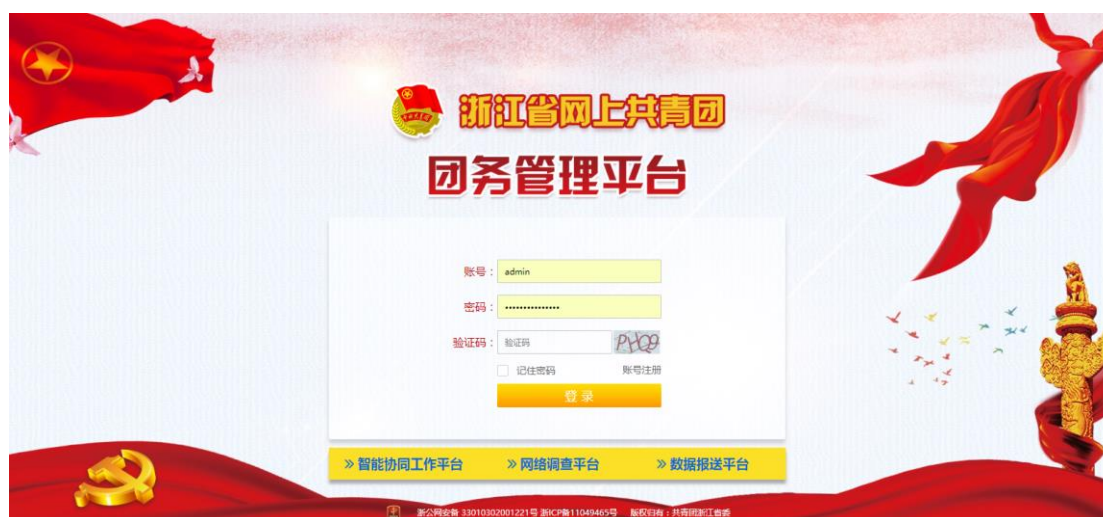 浙江省网上共青团
团务管理平台
账号： admin
密码： •••••••••••••••
验证码： 验证码 PHQ9
记住密码 账号注册
登 录
»智能协同工作平台 »网络调查平台 »数据报送平台
浙公网安备 33010302001221号 浙ICP备11049465号 版权归有：共青团浙江省委